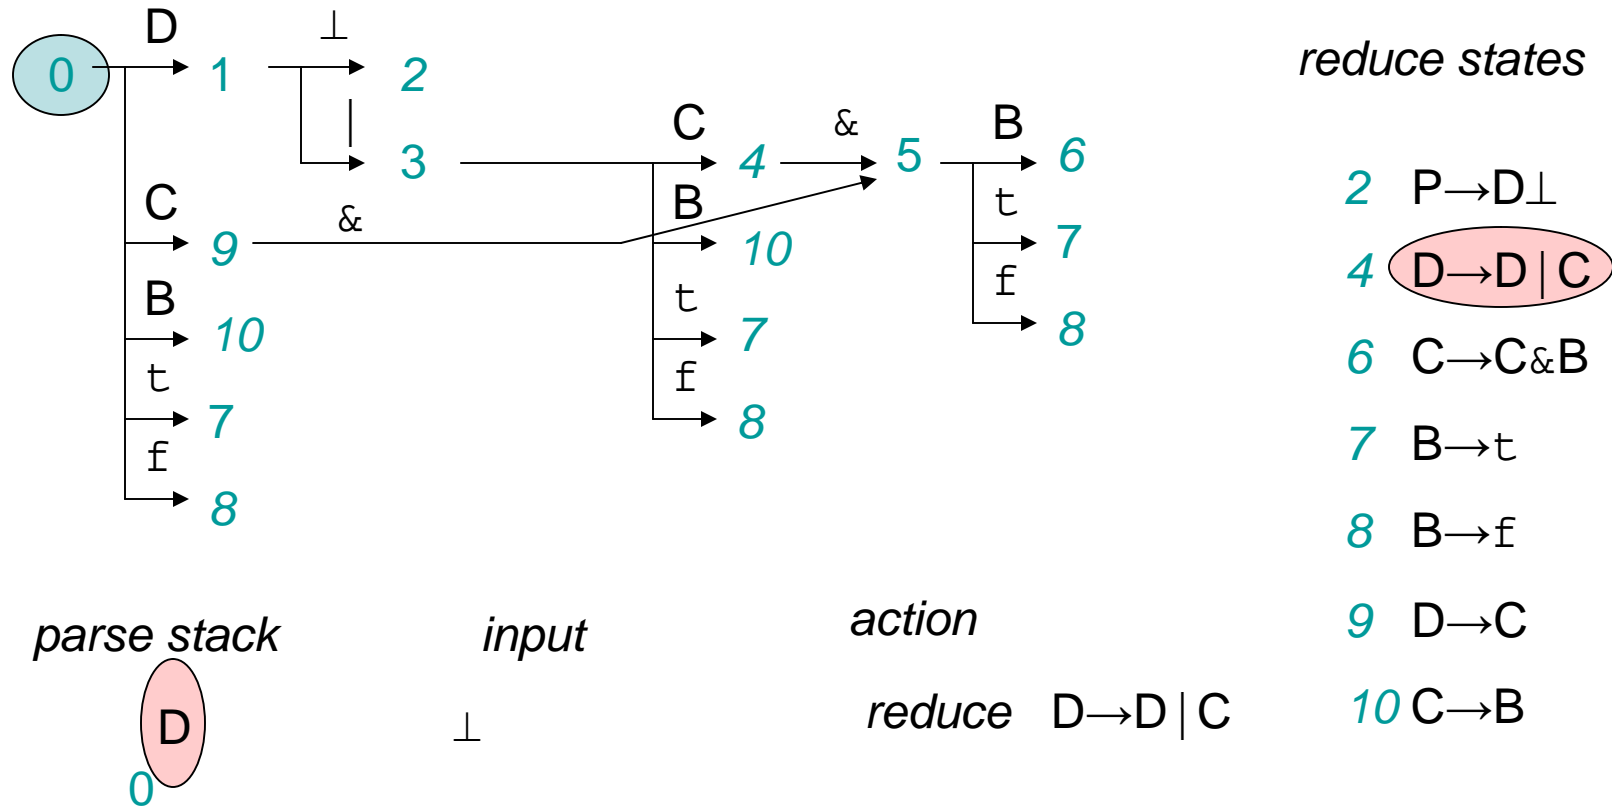 D ⊥
0 1 2 reduce states
| C & B
3 4 5 6
2 P→D⊥
C & B t
9 10 7
4 D→D|C
B t f
10 7 8
6 C→C&B
t f
7 8
7 B→t
f
8
8 B→f
parse stack input action
9 D→C
D ⊥ reduce D→D|C
10 C→B
0